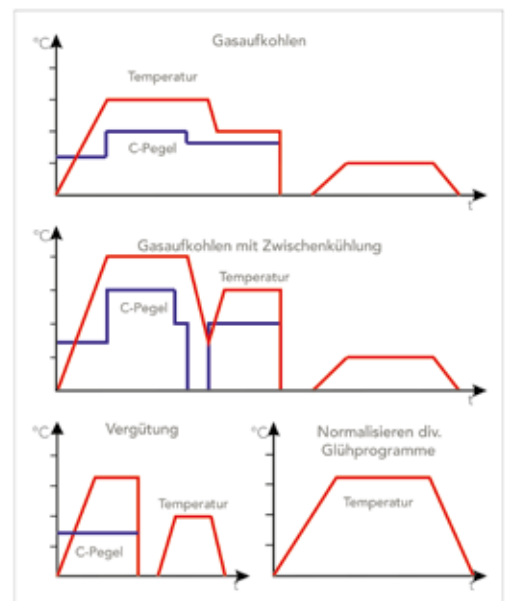 °C
Gasaufkohlen
Temperatur
C-Pegel
t
°C
Gasaufkohlen mit Zwischenkühlung
Temperatur
C-Pegel
t
°C
Vergütung
Temperatur
C-Pegel
t
°C
Normalisieren div.
Glühprogramme
Temperatur
t